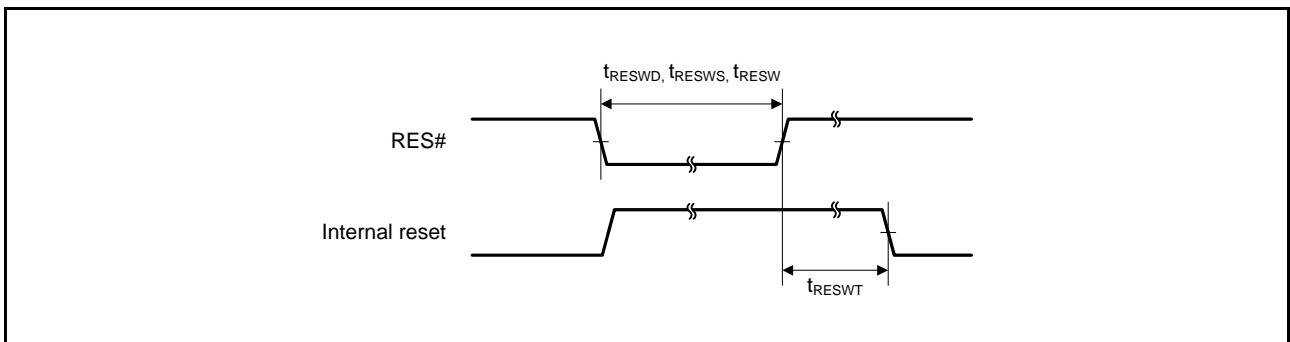 tRESWD, tRESWS, tRESW
RES#
Internal reset
tRESWT